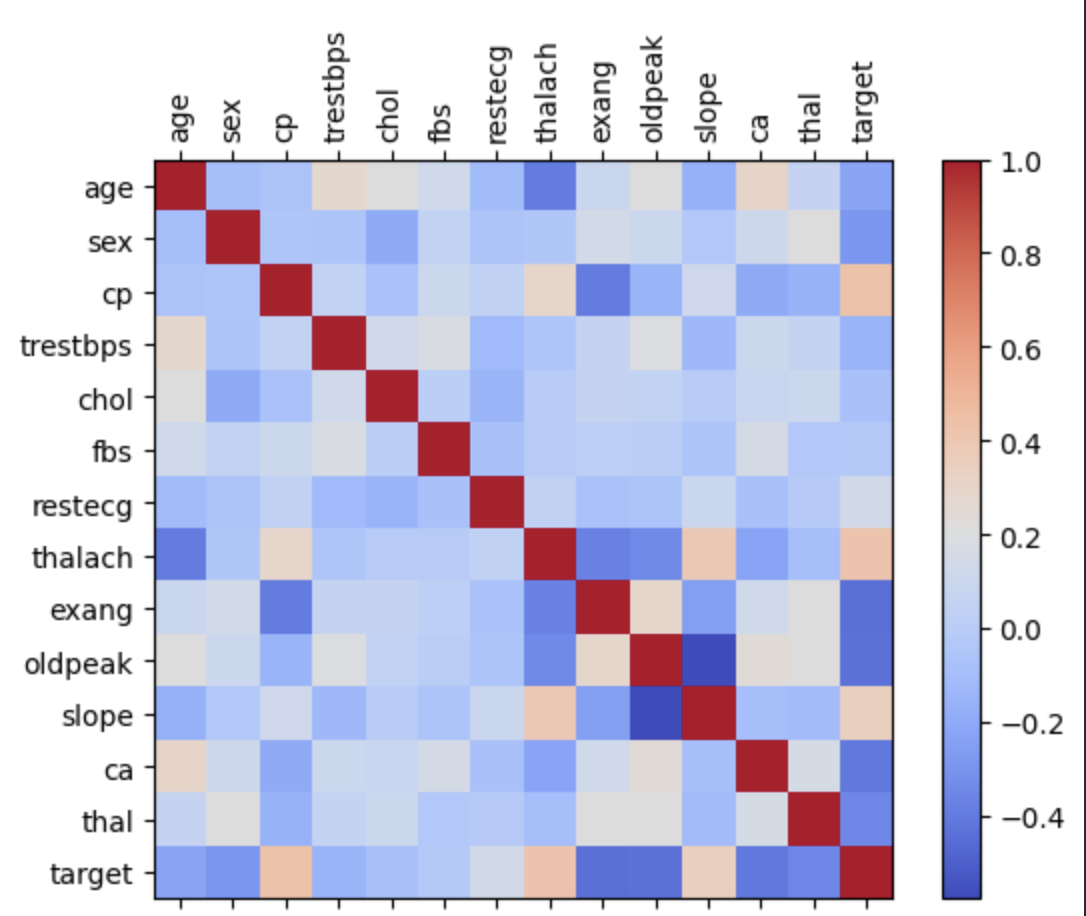 age sex cp trestbps chol fbs restecg thalach exang oldpeak slope ca thal target
age
sex
cp
trestbps
chol
fbs
restecg
thalach
exang
oldpeak
slope
ca
thal
target
1.0
0.8
0.6
0.4
0.2
0.0
−0.2
−0.4